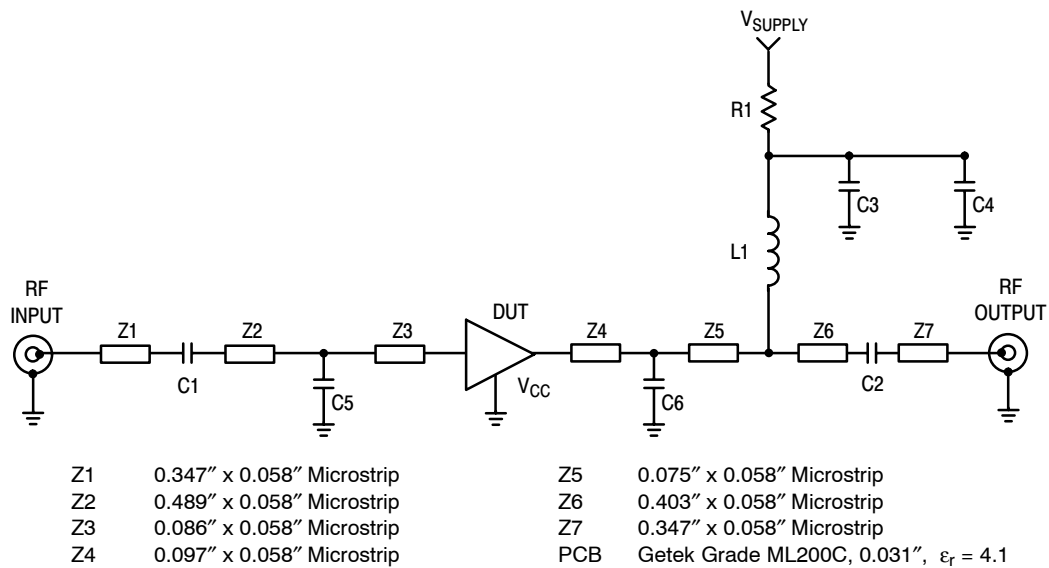 V_SUPPLY
R1
C3
C4
L1
RF
INPUT
Z1
C1
Z2
C5
Z3
DUT
V_CC
Z4
C6
Z5
Z6
C2
Z7
RF
OUTPUT
Z1 0.347″ x 0.058″ Microstrip
Z2 0.489″ x 0.058″ Microstrip
Z3 0.086″ x 0.058″ Microstrip
Z4 0.097″ x 0.058″ Microstrip
Z5 0.075″ x 0.058″ Microstrip
Z6 0.403″ x 0.058″ Microstrip
Z7 0.347″ x 0.058″ Microstrip
PCB Getek Grade ML200C, 0.031″, ε_r = 4.1